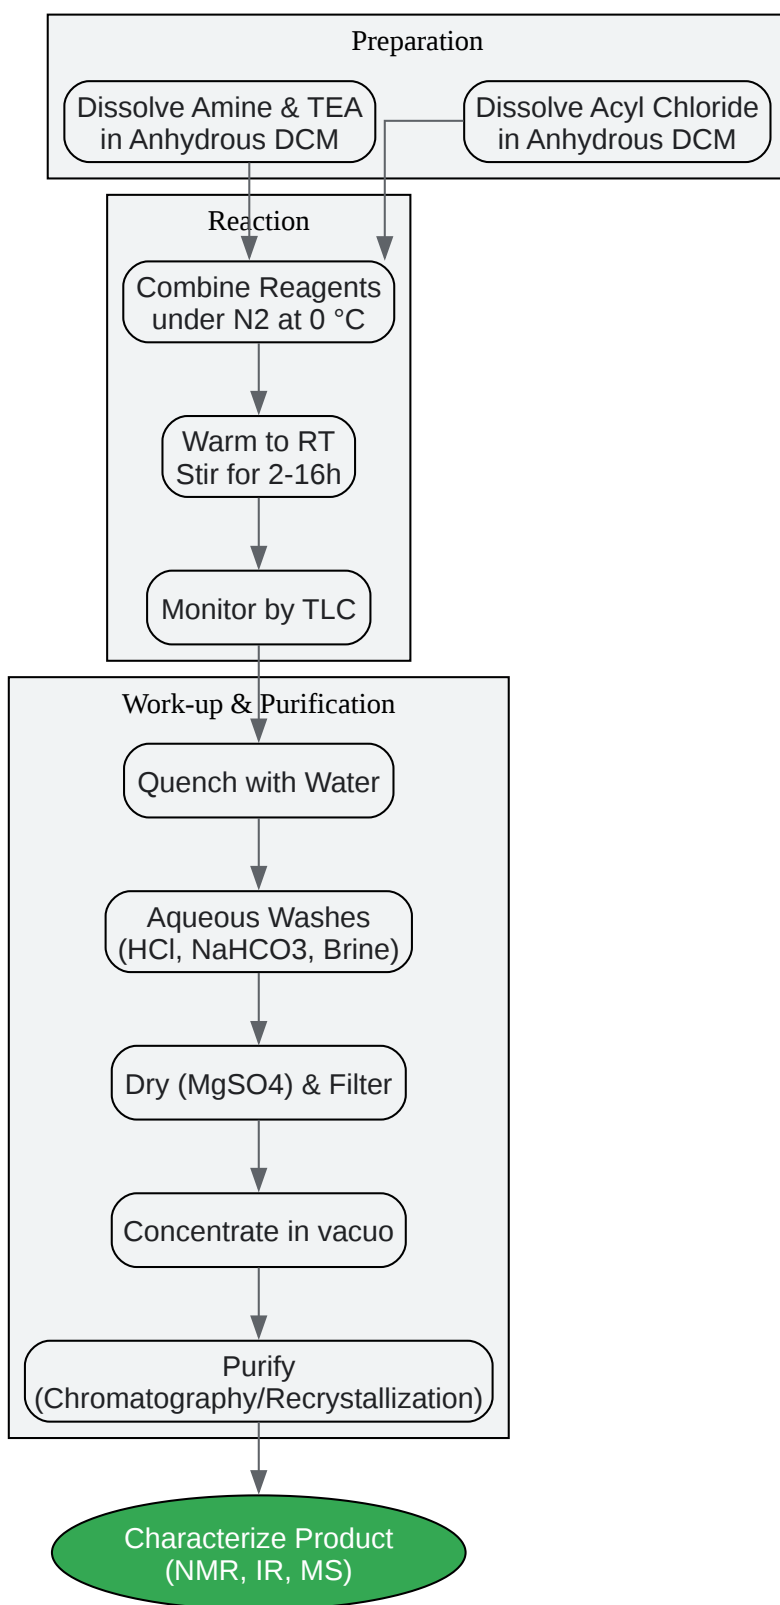 Preparation
Dissolve Amine & TEA
in Anhydrous DCM
Dissolve Acyl Chloride
in Anhydrous DCM
Reaction
Combine Reagents
under N2 at 0 °C
Warm to RT
Stir for 2-16h
Monitor by TLC
Work-up & Purification
Quench with Water
Aqueous Washes
(HCl, NaHCO3, Brine)
Dry (MgSO4) & Filter
Concentrate in vacuo
Purify
(Chromatography/Recrystallization)
Characterize Product
(NMR, IR, MS)